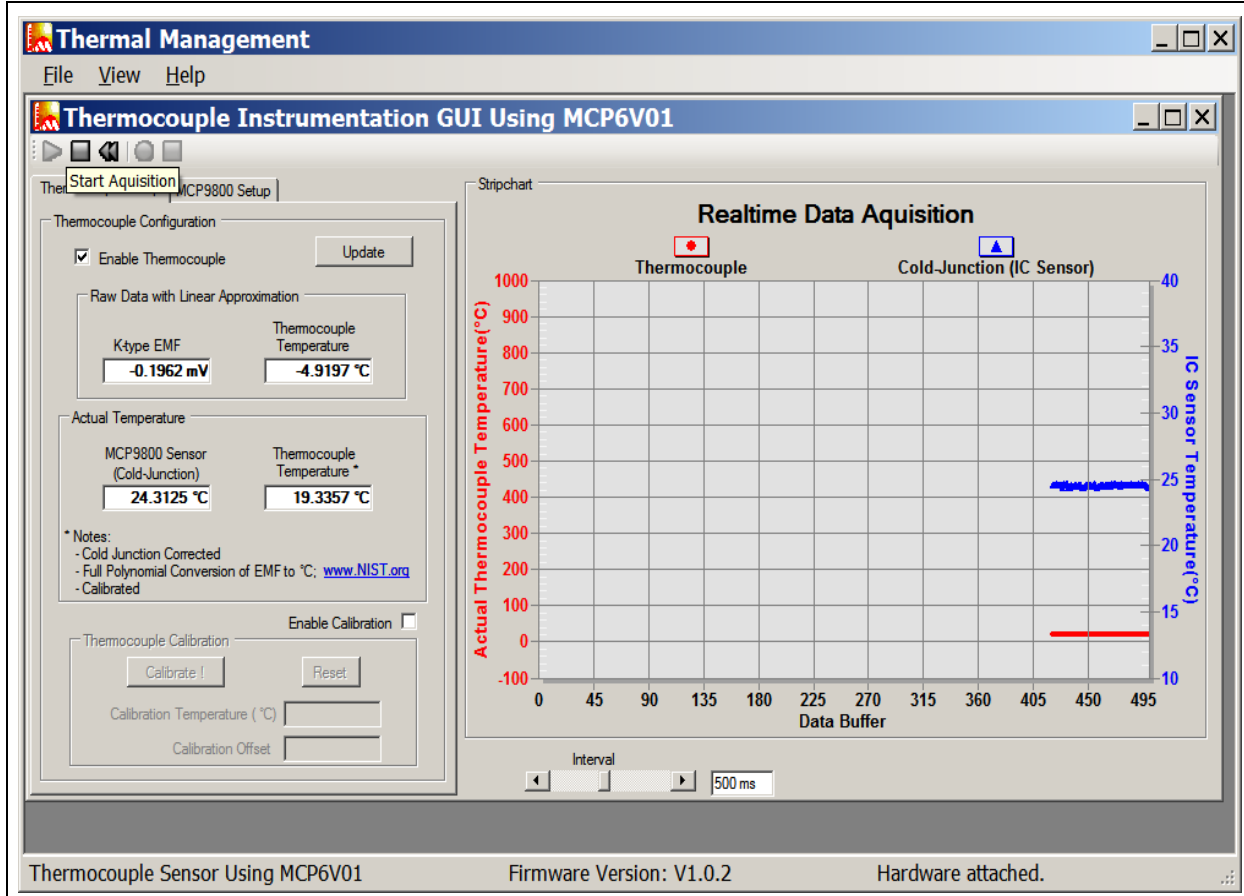 Thermal Management
File View Help
Thermocouple Instrumentation GUI Using MCP6V01
Start Aquisition
MCP9800 Setup
Thermocouple Configuration
Enable Thermocouple
Update
Raw Data with Linear Approximation
K-type EMF
Thermocouple
Temperature
-0.1962 mV
-4.9197 °C
Actual Temperature
MCP9800 Sensor
(Cold-Junction)
Thermocouple
Temperature *
24.3125 °C
19.3357 °C
* Notes:
- Cold Junction Corrected
- Full Polynomial Conversion of EMF to °C; www.NIST.org
- Calibrated
Enable Calibration
Thermocouple Calibration
Calibrate !
Reset
Calibration Temperature ( °C)
Calibration Offset
Stripchart
Realtime Data Aquisition
Thermocouple
Cold-Junction (IC Sensor)
Actual Thermocouple Temperature(°C)
1000
900
800
700
600
500
400
300
200
100
0
-100
40
35
30
25
20
15
10
IC Sensor Temperature(°C)
0 45 90 135 180 225 270 315 360 405 450 495
Data Buffer
Interval
500 ms
Thermocouple Sensor Using MCP6V01
Firmware Version: V1.0.2
Hardware attached.